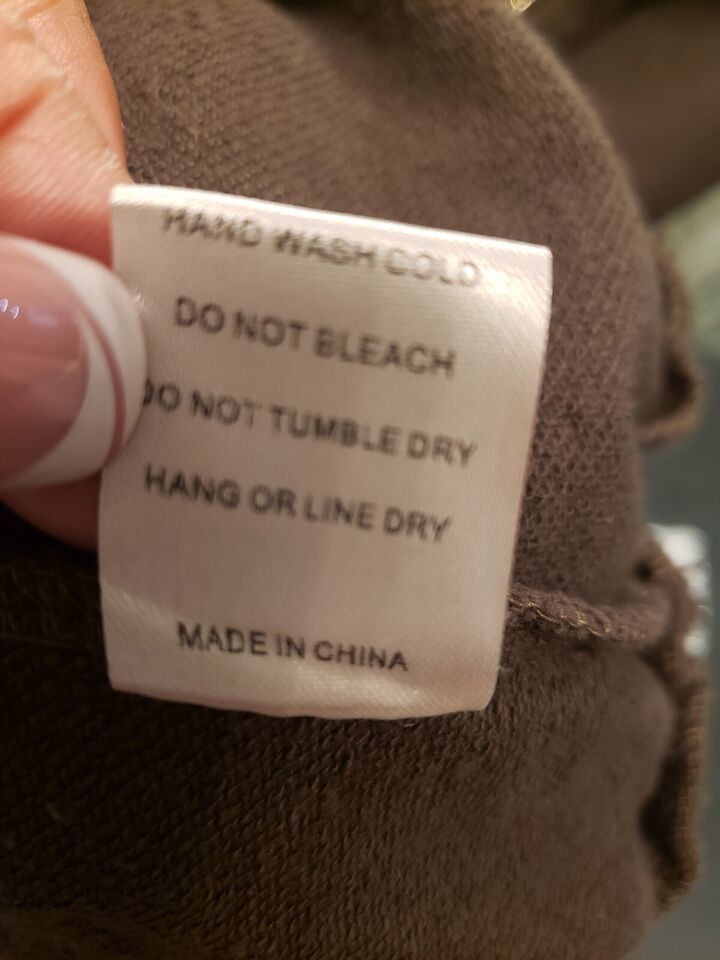 HAND WASH COLD
DO NOT BLEACH
DO NOT TUMBLE DRY
HANG OR LINE DRY
MADE IN CHINA